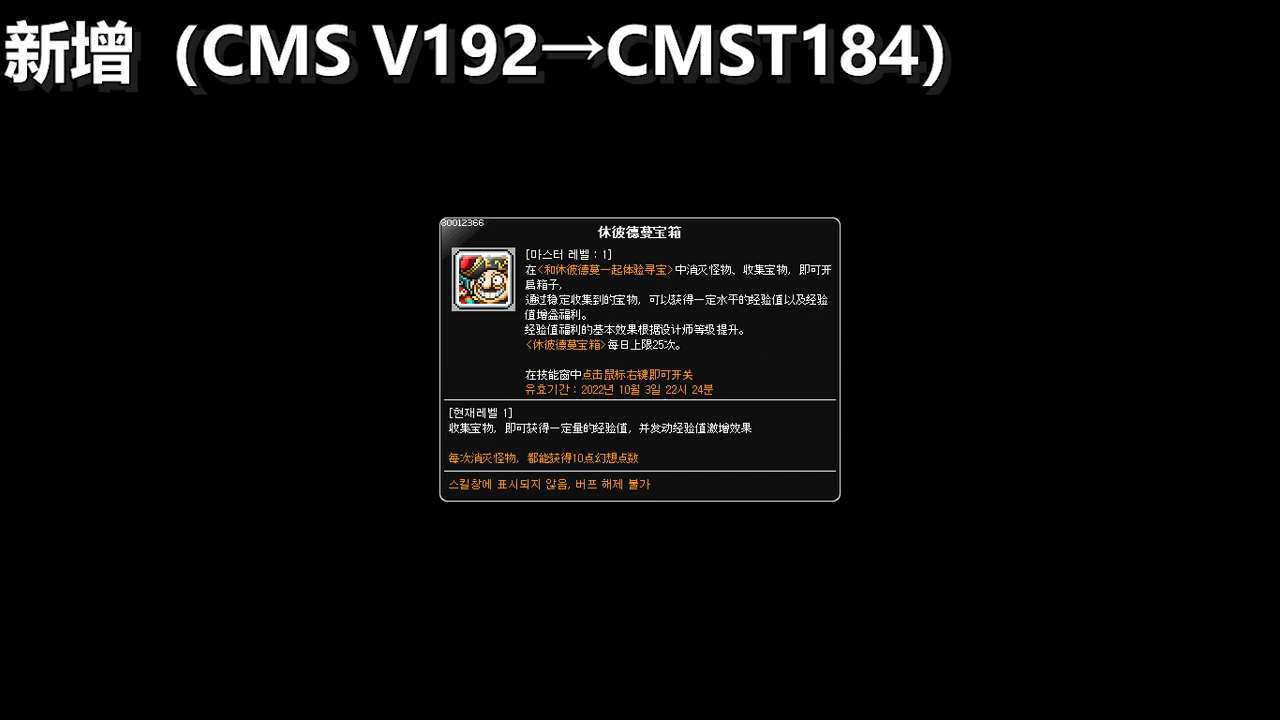 新增（CMS V192→CMST184）
80012366
休彼德蔓宝箱
[마스터 레벨 : 1]
在<和休彼德蔓一起体验寻宝>中消灭怪物、收集宝物，即可开
启箱子，
通过稳定收集到的宝物，可以获得一定水平的经验值以及经验
值增益福利。
经验值福利的基本效果根据设计师等级提升。
<休彼德蔓宝箱>每日上限25次。
在技能窗中点击鼠标右键即可开关
유효기간 : 2022년 10월 3일 22시 24분
[현재레벨 1]
收集宝物，即可获得一定量的经验值，并发动经验值激增效果
每次消灭怪物，都能获得10点幻想点数
스킬창에 표시되지 않음, 버프 해제 불가